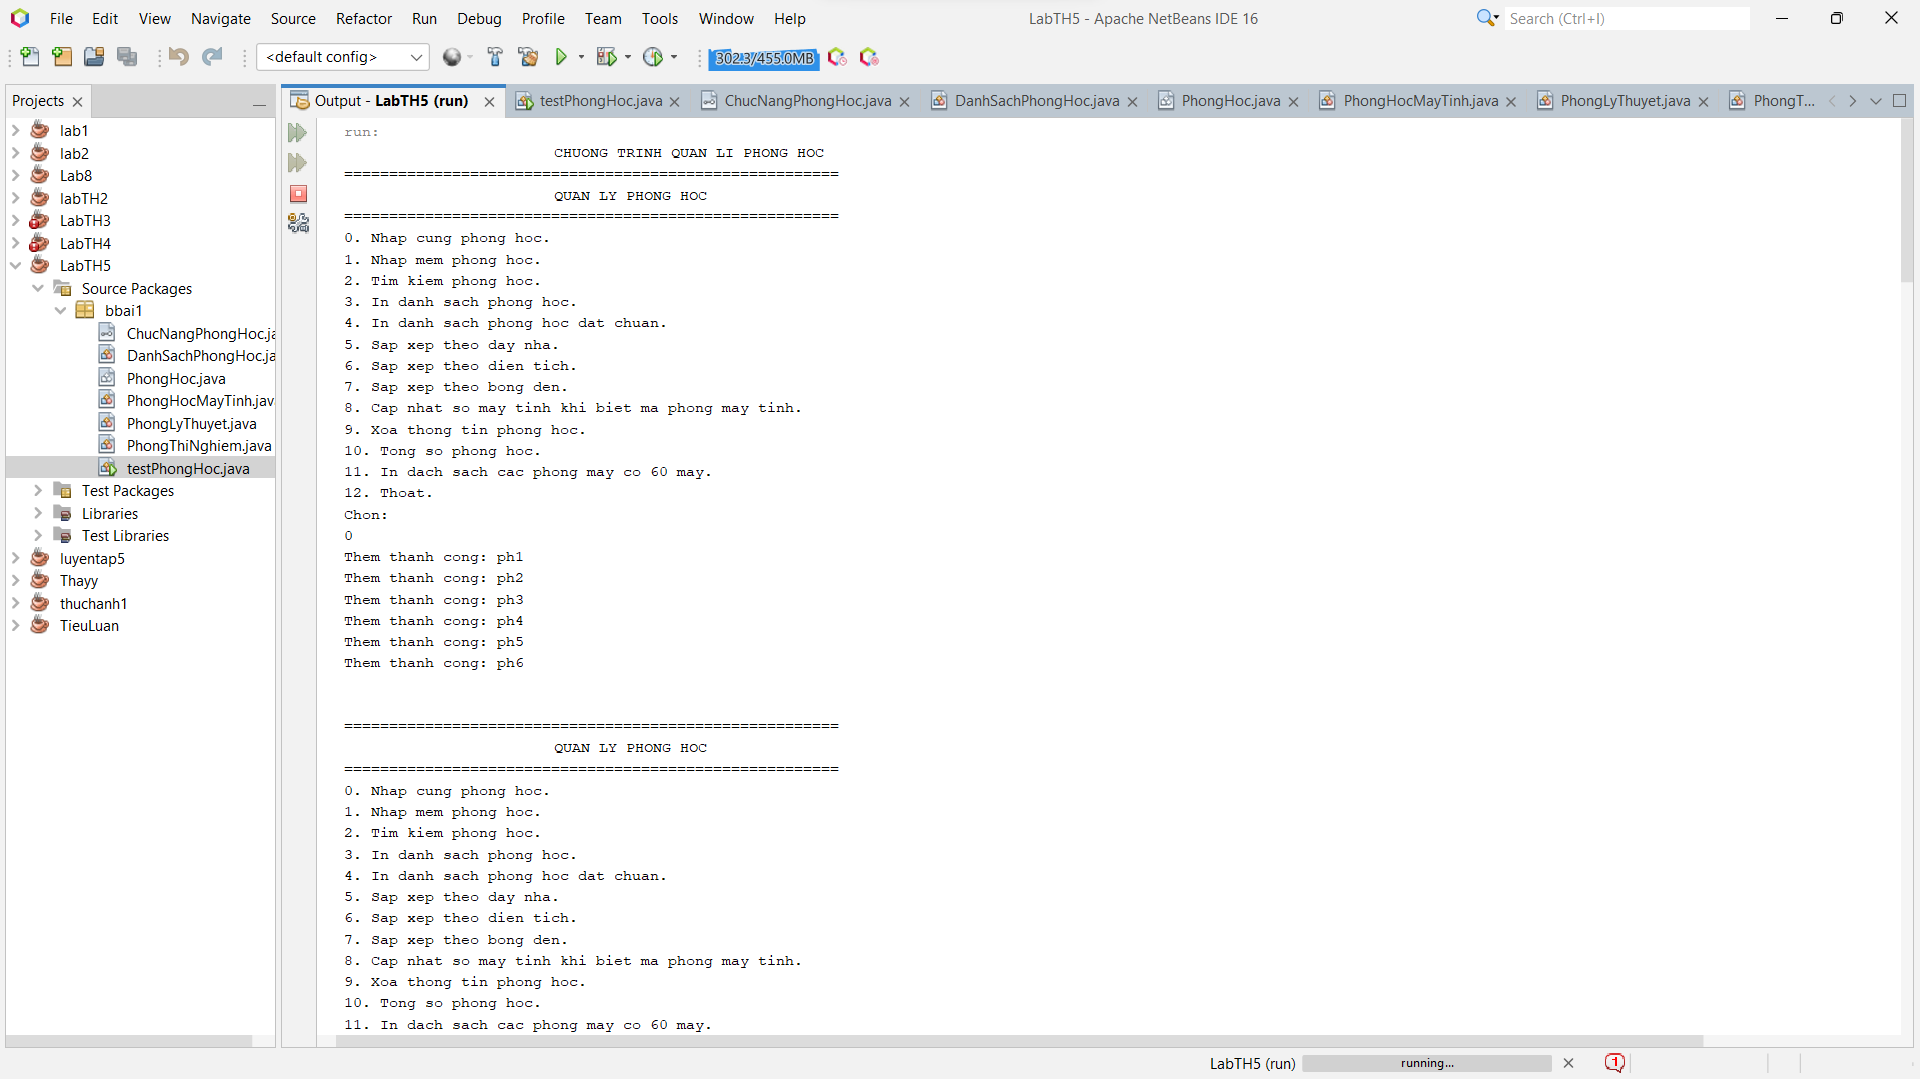 File Edit View Navigate Source Refactor Run Debug Profile Team Tools Window Help
LabTH5 - Apache NetBeans IDE 16
Search (Ctrl+I)
<default config>
302.3/455.0MB
Projects
Output - LabTH5 (run)
testPhongHoc.java
ChucNangPhongHoc.java
DanhSachPhongHoc.java
PhongHoc.java
PhongHocMayTinh.java
PhongLyThuyet.java
PhongT...
lab1
lab2
Lab8
labTH2
LabTH3
LabTH4
LabTH5
Source Packages
bbai1
ChucNangPhongHoc.ja
DanhSachPhongHoc.ja
PhongHoc.java
PhongHocMayTinh.jav
PhongLyThuyet.java
PhongThiNghiem.java
testPhongHoc.java
Test Packages
Libraries
Test Libraries
luyentap5
Thayy
thuchanh1
TieuLuan
run:
CHUONG TRINH QUAN LI PHONG HOC
=======================================================
QUAN LY PHONG HOC
=======================================================
0. Nhap cung phong hoc.
1. Nhap mem phong hoc.
2. Tim kiem phong hoc.
3. In danh sach phong hoc.
4. In danh sach phong hoc dat chuan.
5. Sap xep theo day nha.
6. Sap xep theo dien tich.
7. Sap xep theo bong den.
8. Cap nhat so may tinh khi biet ma phong may tinh.
9. Xoa thong tin phong hoc.
10. Tong so phong hoc.
11. In dach sach cac phong may co 60 may.
12. Thoat.
Chon:
0
Them thanh cong: ph1
Them thanh cong: ph2
Them thanh cong: ph3
Them thanh cong: ph4
Them thanh cong: ph5
Them thanh cong: ph6
=======================================================
QUAN LY PHONG HOC
=======================================================
0. Nhap cung phong hoc.
1. Nhap mem phong hoc.
2. Tim kiem phong hoc.
3. In danh sach phong hoc.
4. In danh sach phong hoc dat chuan.
5. Sap xep theo day nha.
6. Sap xep theo dien tich.
7. Sap xep theo bong den.
8. Cap nhat so may tinh khi biet ma phong may tinh.
9. Xoa thong tin phong hoc.
10. Tong so phong hoc.
11. In dach sach cac phong may co 60 may.
LabTH5 (run)
running...
1